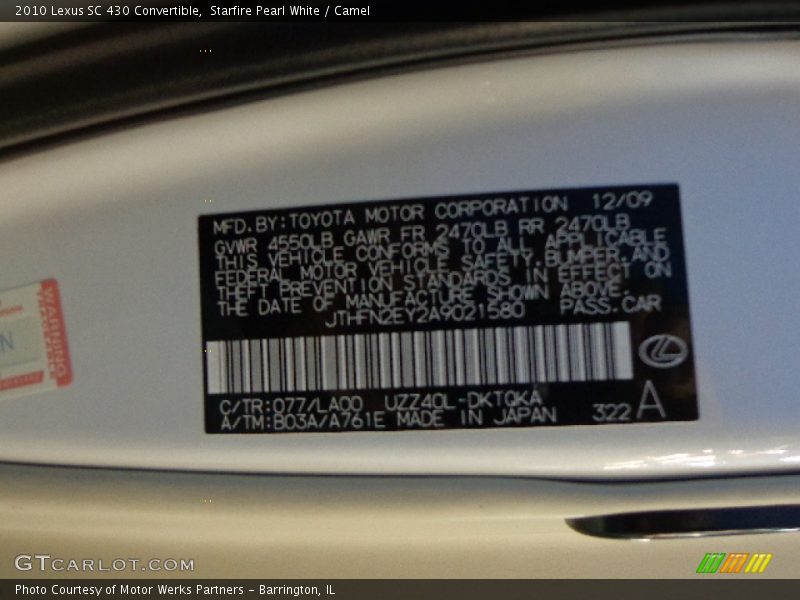 2010 Lexus SC 430 Convertible, Starfire Pearl White / Camel
MFD.BY:TOYOTA MOTOR CORPORATION 12/09
GVWR 4550LB GAWR FR 2470LB RR 2470LB
THIS VEHICLE CONFORMS TO ALL APPLICABLE
FEDERAL MOTOR VEHICLE SAFETY,BUMPER,AND
THEFT PREVENTION STANDARDS IN EFFECT ON
THE DATE OF MANUFACTURE SHOWN ABOVE.
JTHFN2EY2A9021580 PASS.CAR
C/TR:077/LA00 UZZ40L-DKTQKA
A/TM:B03A/A761E MADE IN JAPAN 322 A
WARNING
GTCARLOT.COM
Photo Courtesy of Motor Werks Partners - Barrington, IL